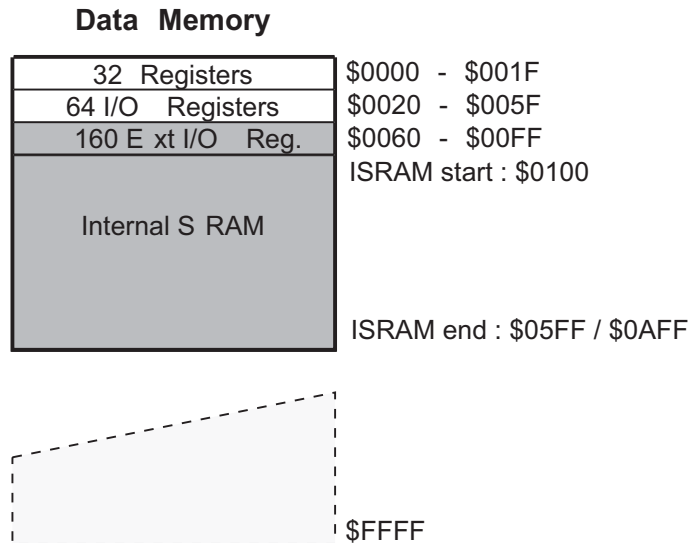 Data Memory
32 Registers
$0000 - $001F
64 I/O Registers
$0020 - $005F
160 E xt I/O Reg.
$0060 - $00FF
ISRAM start : $0100
Internal S RAM
ISRAM end : $05FF / $0AFF
$FFFF